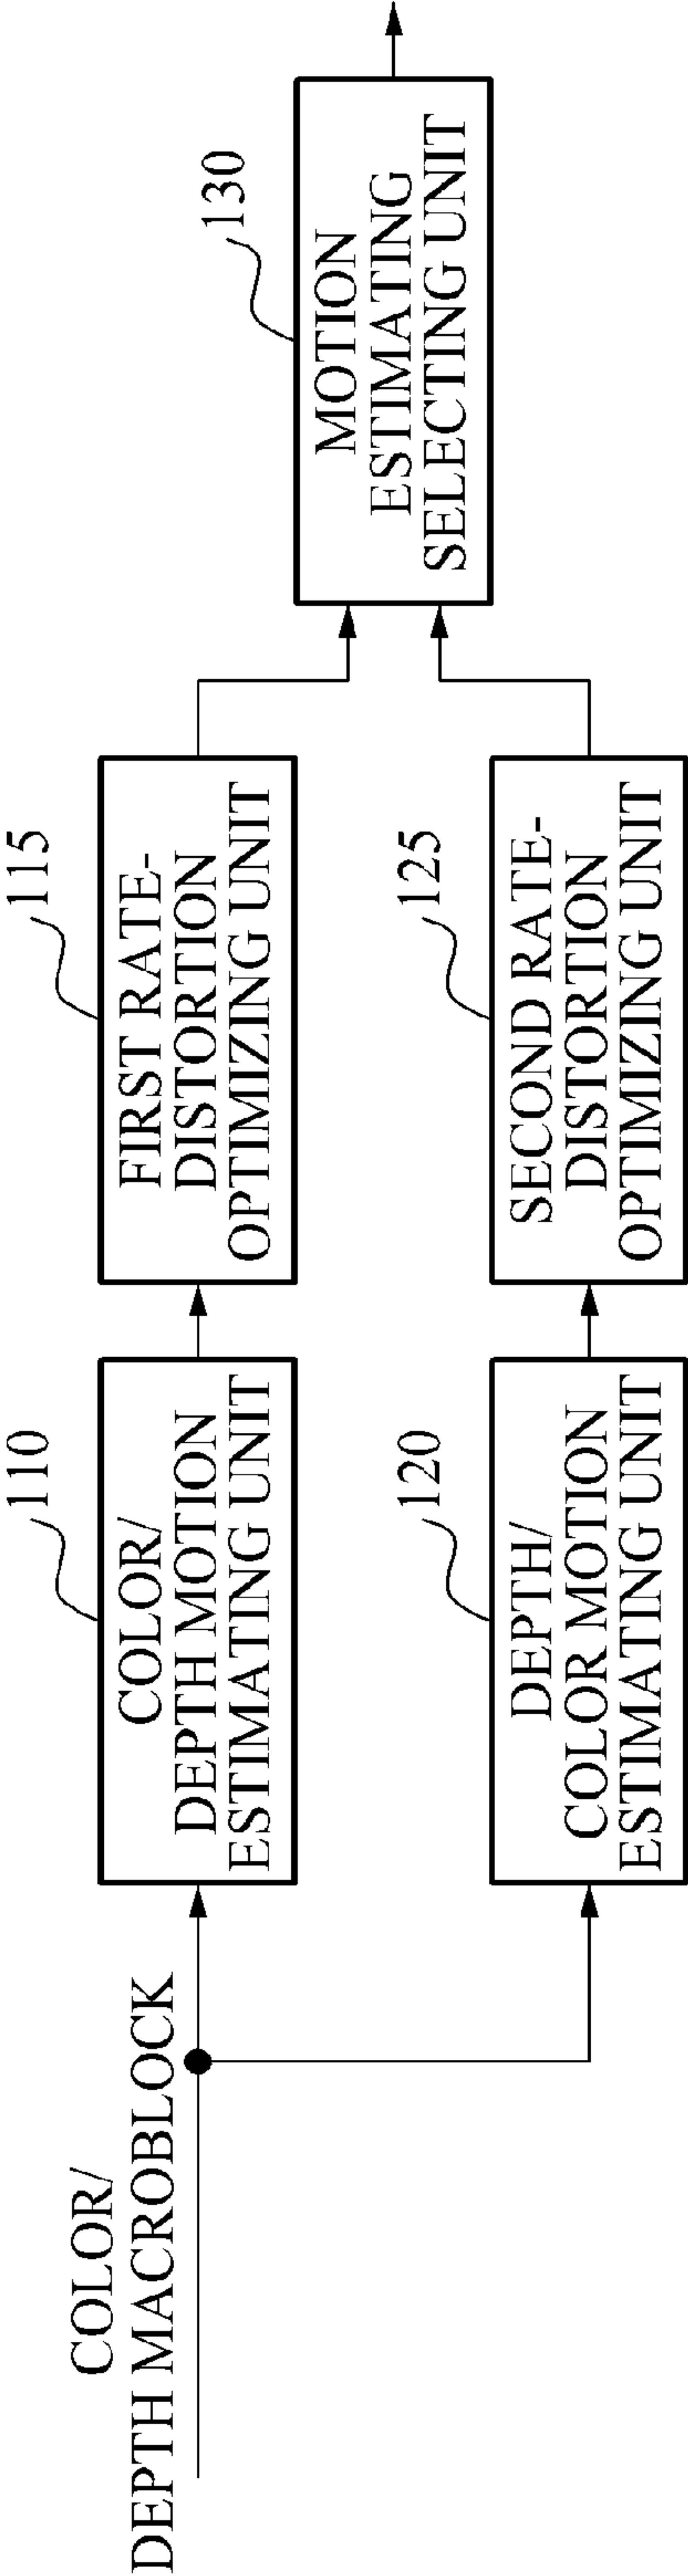 COLOR/
DEPTH MACROBLOCK
110
COLOR/
DEPTH MOTION
ESTIMATING UNIT
115
FIRST RATE-
DISTORTION
OPTIMIZING UNIT
120
DEPTH/
COLOR MOTION
ESTIMATING UNIT
125
SECOND RATE-
DISTORTION
OPTIMIZING UNIT
130
MOTION
ESTIMATING
SELECTING UNIT